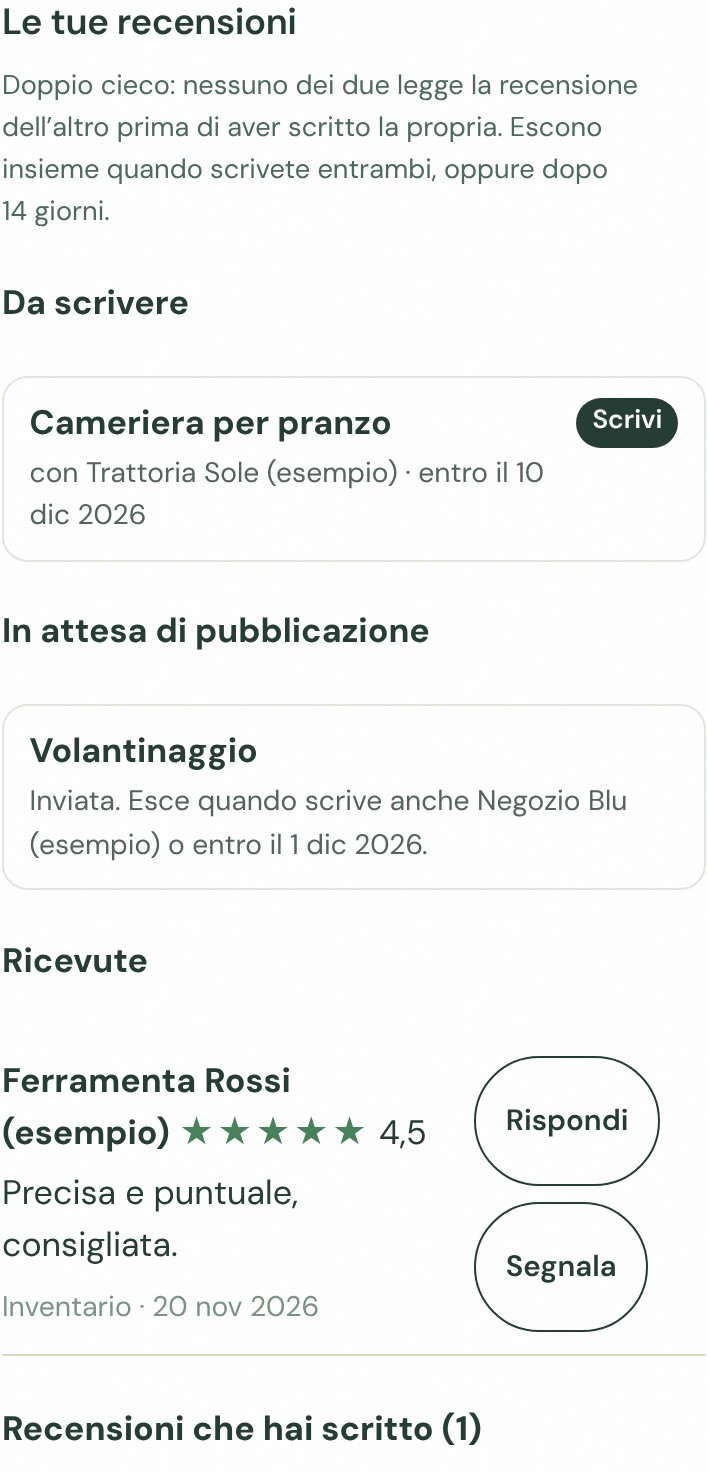 Le tue recensioni
Doppio cieco: nessuno dei due legge la recensione
dell’altro prima di aver scritto la propria. Escono
insieme quando scrivete entrambi, oppure dopo
14 giorni.
Da scrivere
Cameriera per pranzo
Scrivi
con Trattoria Sole (esempio) · entro il 10
dic 2026
In attesa di pubblicazione
Volantinaggio
Inviata. Esce quando scrive anche Negozio Blu
(esempio) o entro il 1 dic 2026.
Ricevute
Ferramenta Rossi
(esempio) ★★★★★ 4,5
Precisa e puntuale,
consigliata.
Inventario · 20 nov 2026
Rispondi
Segnala
Recensioni che hai scritto (1)